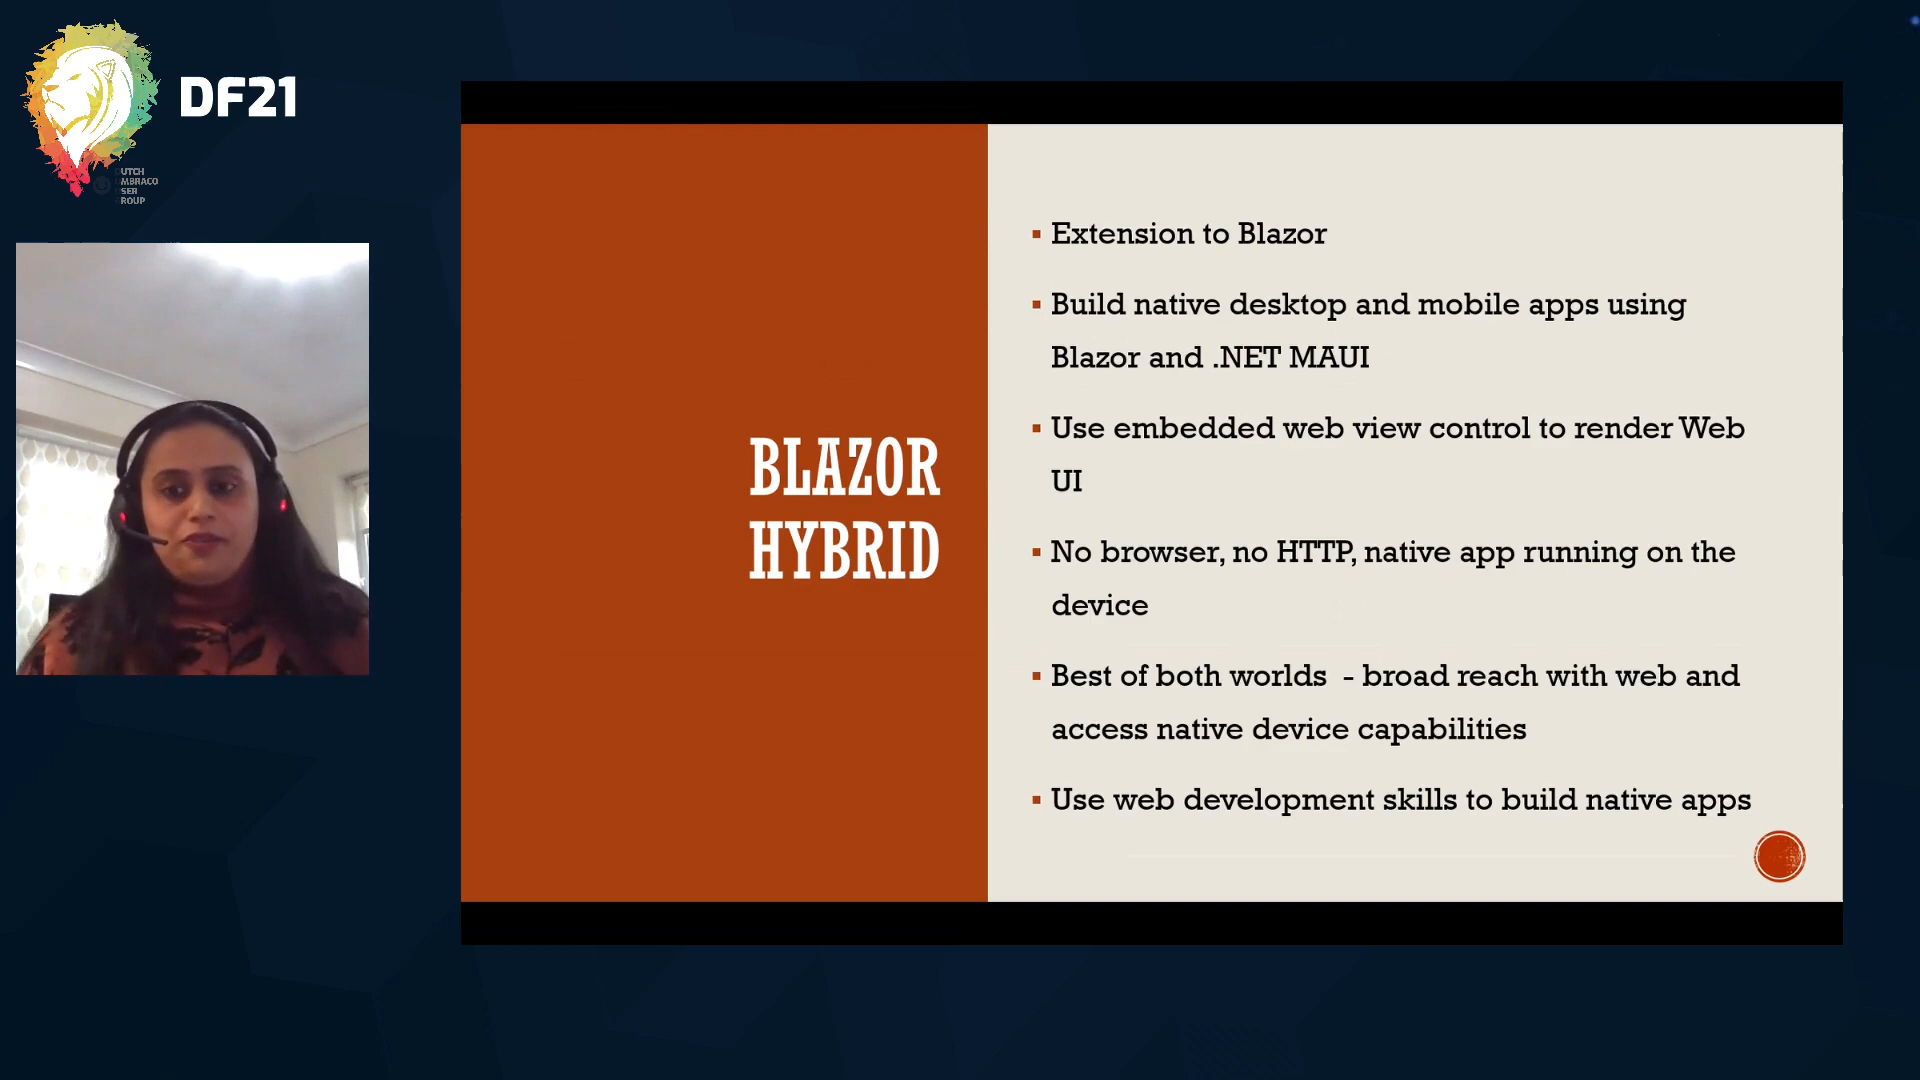 DF21
UTCH
MBRACO
SER
ROUP
BLAZOR
HYBRID
▪ Extension to Blazor
▪ Build native desktop and mobile apps using
Blazor and .NET MAUI
▪ Use embedded web view control to render Web
UI
▪ No browser, no HTTP, native app running on the
device
▪ Best of both worlds - broad reach with web and
access native device capabilities
▪ Use web development skills to build native apps